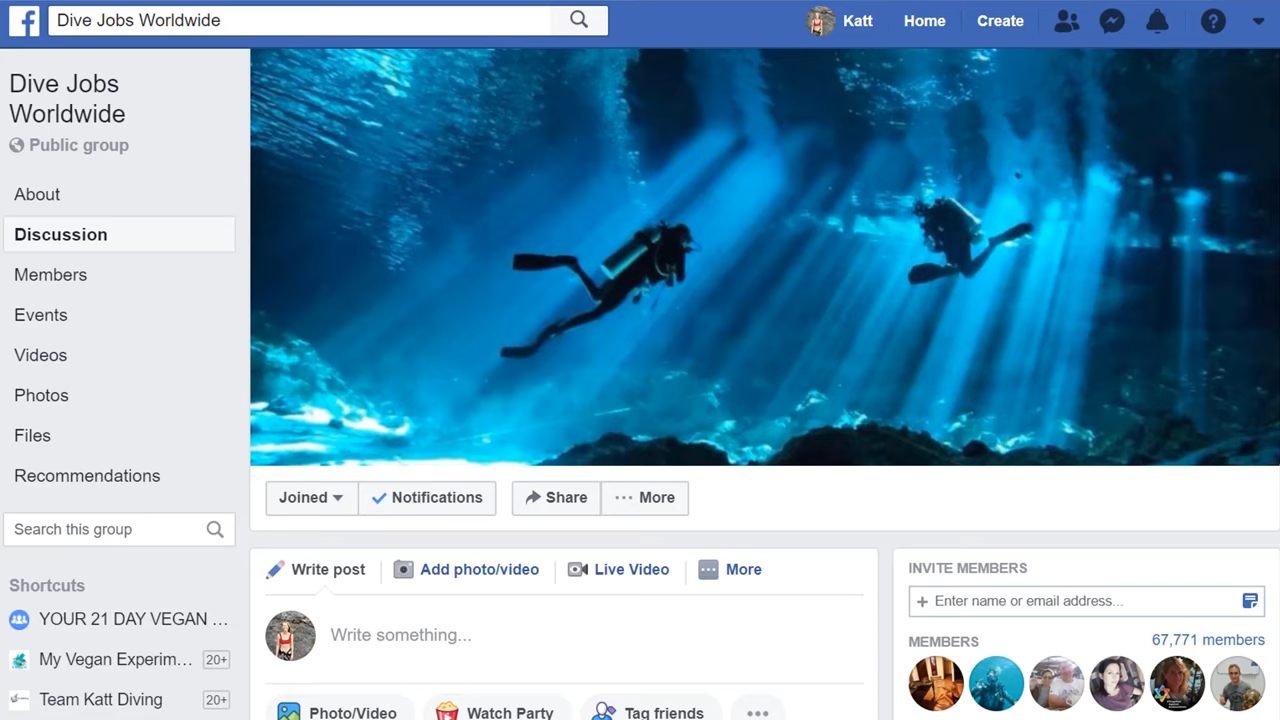 Dive Jobs Worldwide
Katt
Home
Create
Dive Jobs
Worldwide
Public group
About
Discussion
Members
Events
Videos
Photos
Files
Recommendations
Search this group
Shortcuts
YOUR 21 DAY VEGAN ...
My Vegan Experim... 20+
Team Katt Diving 20+
Joined
Notifications
Share
More
Write post
Add photo/video
Live Video
More
Write something...
Photo/Video
Watch Party
Tag friends
INVITE MEMBERS
+ Enter name or email address...
MEMBERS
67,771 members